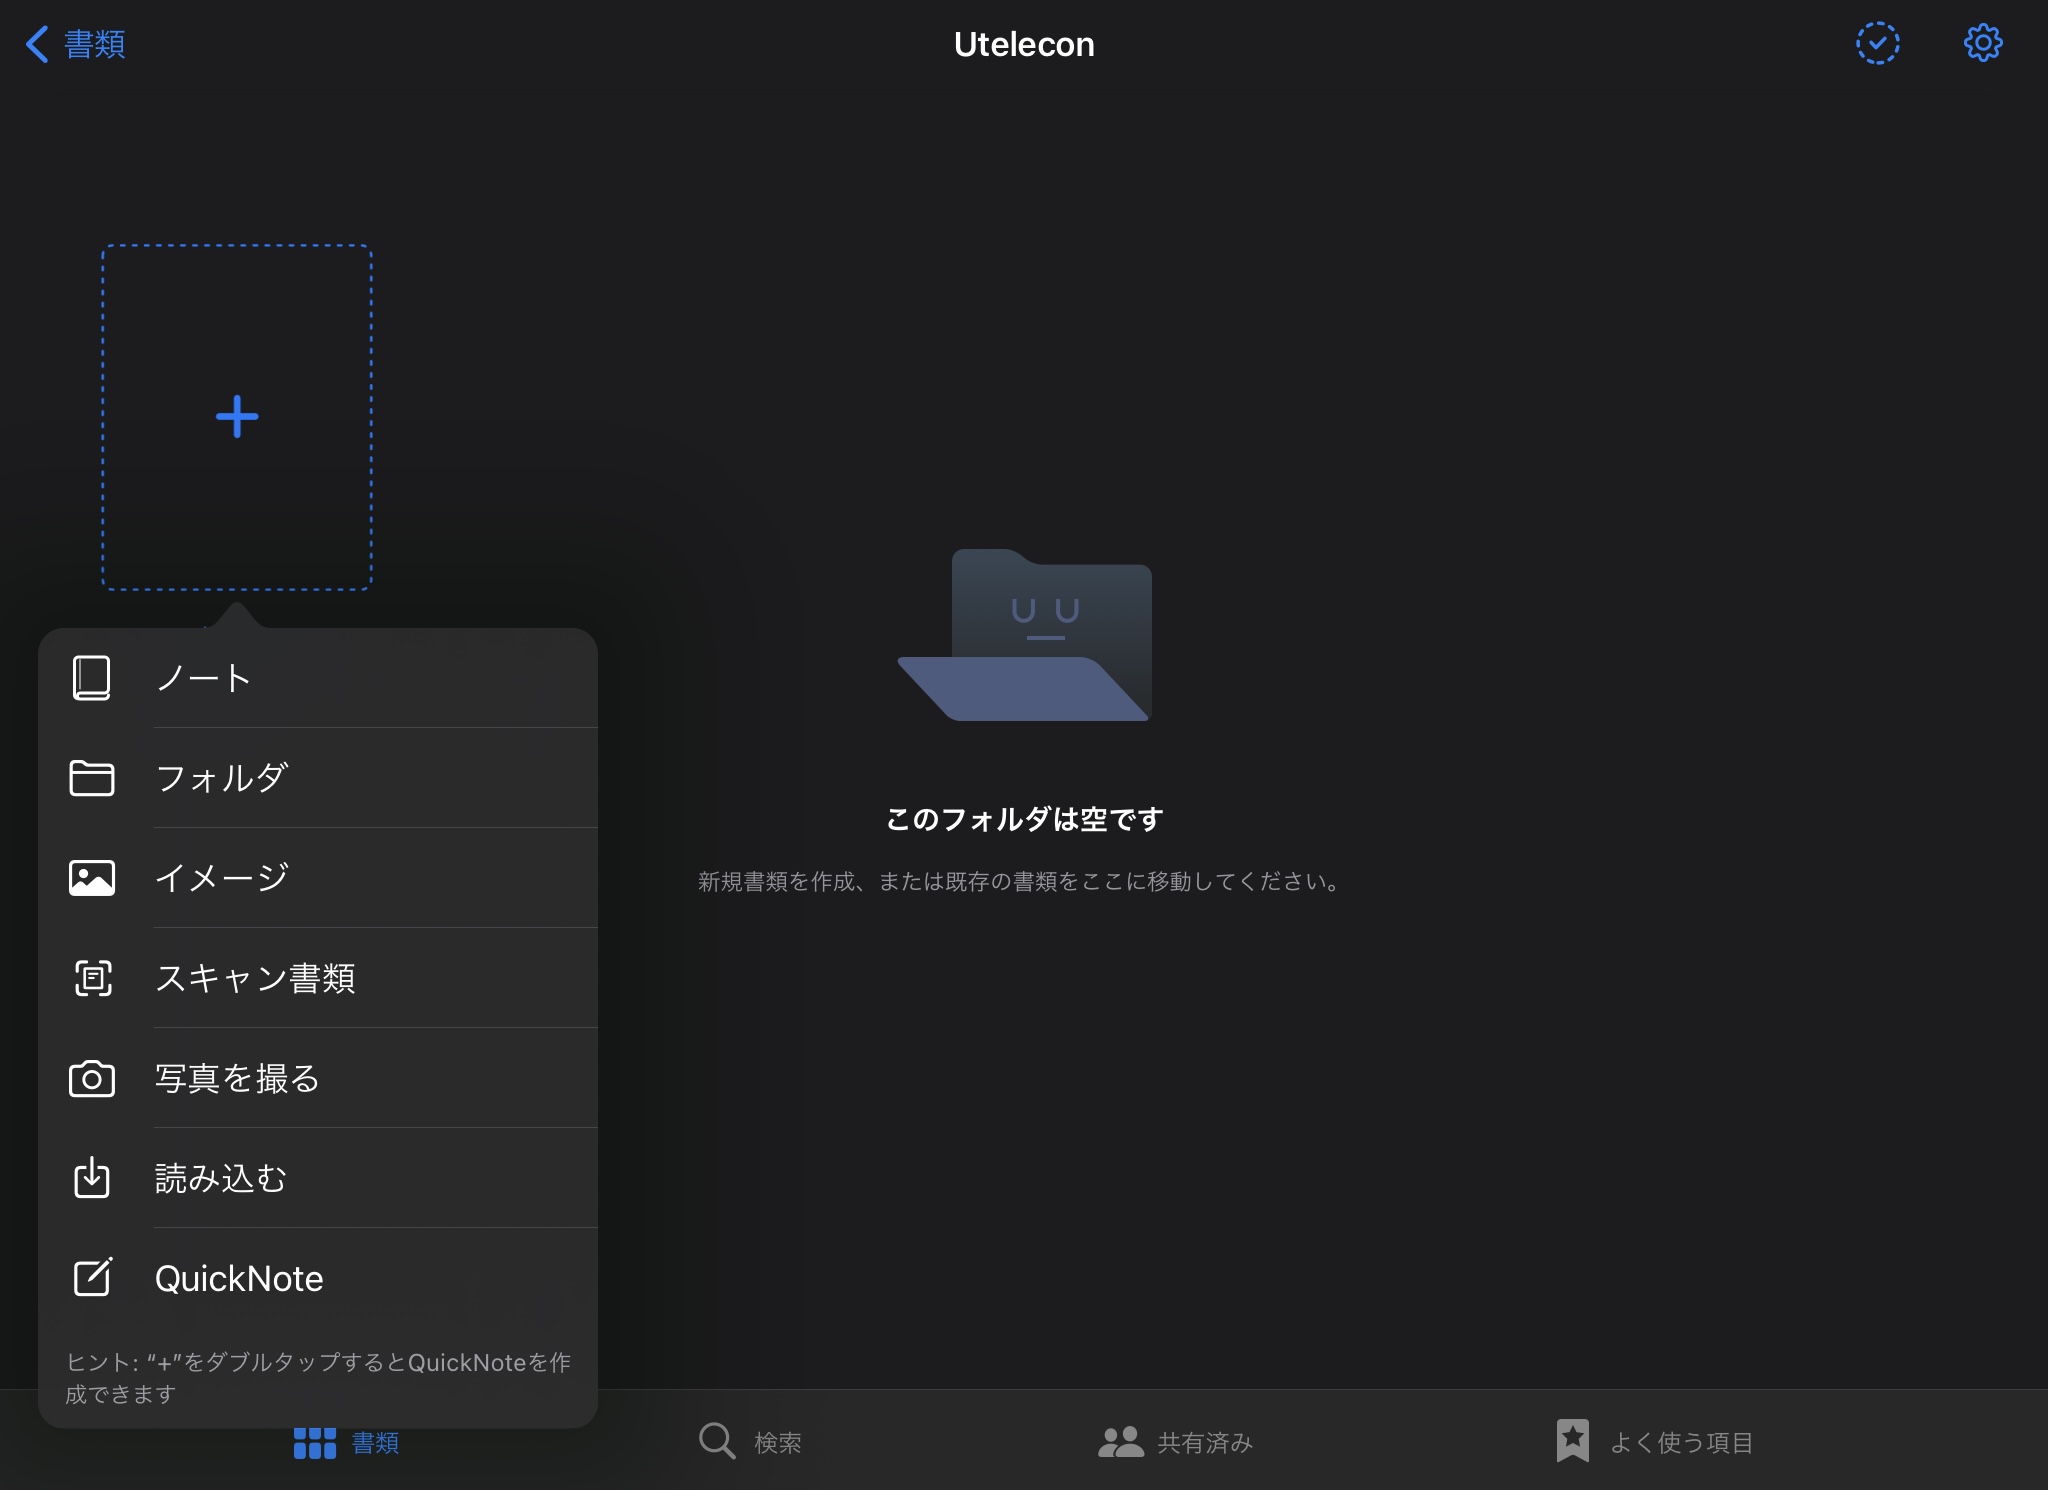 書類
Utelecon
ノート
フォルダ
イメージ
スキャン書類
写真を撮る
読み込む
QuickNote
ヒント: “+”をダブルタップするとQuickNoteを作
成できます
このフォルダは空です
新規書類を作成、または既存の書類をここに移動してください。
書類
検索
共有済み
よく使う項目